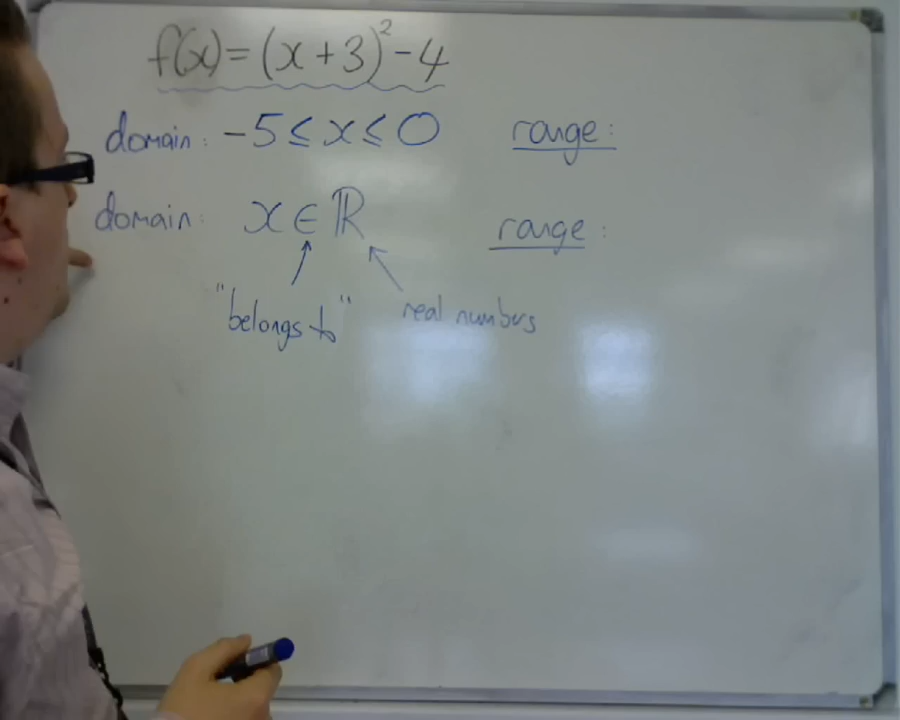 f(x) = (x + 3)² - 4
domain: -5 ≤ x ≤ 0 range:
domain: x ∈ ℝ range:
"belongs to" real numbers